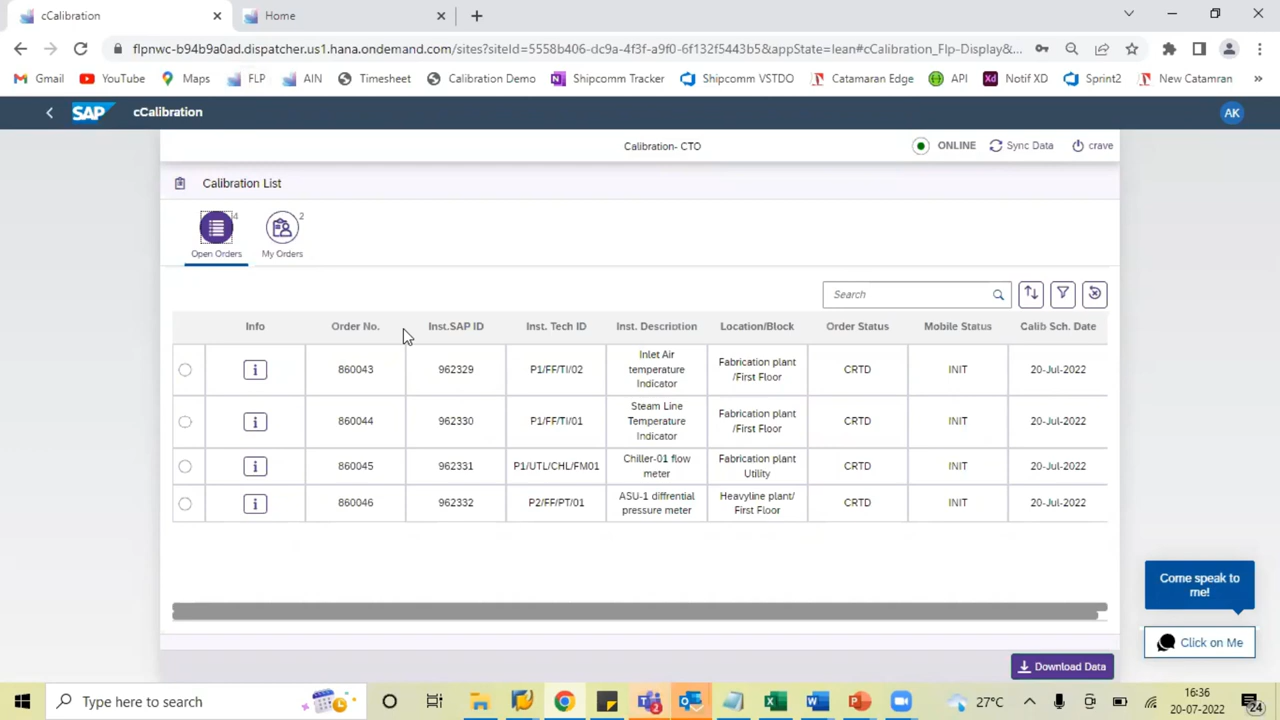 cCalibration
Home
flpnwc-b94b9a0ad.dispatcher.us1.hana.ondemand.com/sites?siteId=5558b406-dc9a-4f3f-a9f0-6f375f5443b5&appState=lean#cCalibration_Flp-Display&...
Gmail YouTube Maps FLP AIN Timesheet Calibration Demo Shipcomm Tracker Shipcomm VSTDO Catamaran Edge API Notif XD Sprint2 New Catamran »
SAP cCalibration AK
Calibration- CTO ONLINE Sync Data crave
Calibration List
4 2
Open Orders My Orders
Search
Info Order No. Inst.SAP ID Inst. Tech ID Inst. Description Location/Block Order Status Mobile Status Calib Sch. Date
i 860043 962329 P1/FF/TI/02 Inlet Air temperature Indicator Fabrication plant /First Floor CRTD INIT 20-Jul-2022
i 860044 962330 P1/FF/TI/01 Steam Line Temperature Indicator Fabrication plant /First Floor CRTD INIT 20-Jul-2022
i 860045 962331 P1/UTL/CHL/FM01 Chiller-01 flow meter Fabrication plant Utility CRTD INIT 20-Jul-2022
i 860046 962332 P2/FF/PT/01 ASU-1 diffrential pressure meter Heavyline plant/ First Floor CRTD INIT 20-Jul-2022
Come speak to
me!
Click on Me
Download Data
Type here to search
27°C
16:36
20-07-2022
24